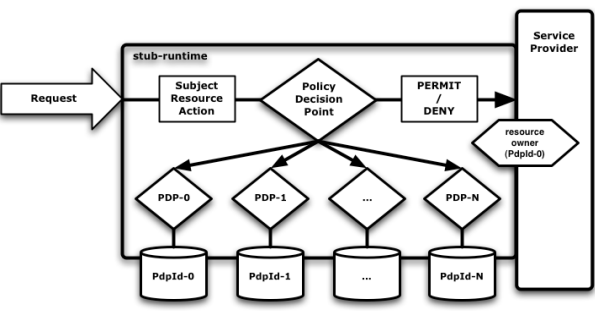 stub-runtime
Service
Provider
Request
Subject
Resource
Action
Policy
Decision
Point
PERMIT
/
DENY
resource
owner
(PdpId-0)
PDP-0
PDP-1
...
PDP-N
PdpId-0
PdpId-1
...
PdpId-N